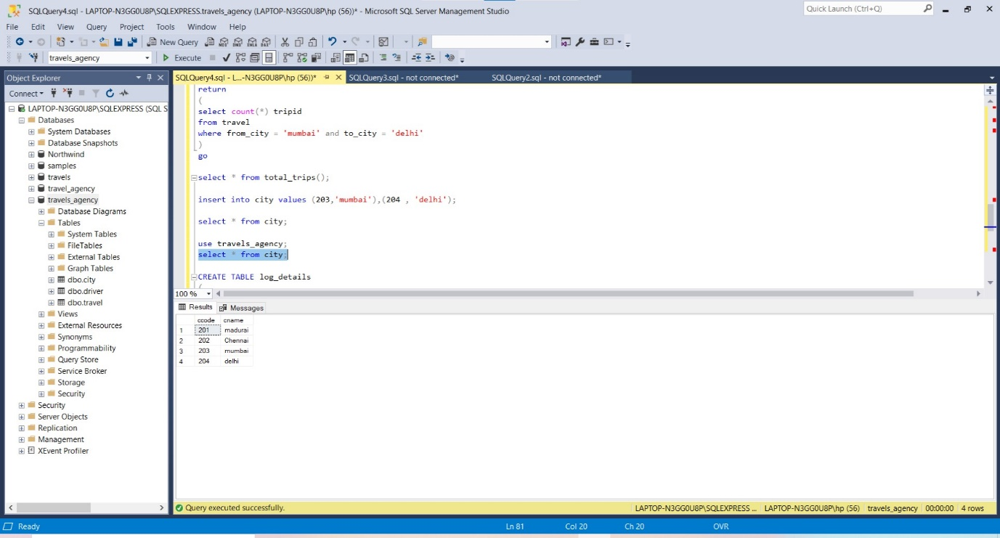 SQLQuery4.sql - LAPTOP-N3GG0U8P\SQLEXPRESS.travels_agency (LAPTOP-N3GG0U8P\hp (56))* - Microsoft SQL Server Management Studio
Quick Launch (Ctrl+Q)
File Edit View Query Project Tools Window Help
New Query
travels_agency
Execute
Object Explorer
Connect
LAPTOP-N3GG0U8P\SQLEXPRESS (SQL S
Databases
System Databases
Database Snapshots
Northwind
samples
travels
travel_agency
travels_agency
Database Diagrams
Tables
System Tables
FileTables
External Tables
Graph Tables
dbo.city
dbo.driver
dbo.travel
Views
External Resources
Synonyms
Programmability
Query Store
Service Broker
Storage
Security
Security
Server Objects
Replication
Management
XEvent Profiler
SQLQuery4.sql - L...-N3GG0U8P\hp (56))* SQLQuery3.sql - not connected* SQLQuery2.sql - not connected*
return
(
select count(*) tripid
from travel
where from_city = 'mumbai' and to_city = 'delhi'
)
go
select * from total_trips();
insert into city values (203,'mumbai'),(204 , 'delhi');
select * from city;
use travels_agency;
select * from city;
CREATE TABLE log_details
(
100 %
Results Messages
ccode cname
1 201 madurai
2 202 Chennai
3 203 mumbai
4 204 delhi
Query executed successfully. LAPTOP-N3GG0U8P\SQLEXPRESS ... LAPTOP-N3GG0U8P\hp (56) travels_agency 00:00:00 4 rows
Ready Ln 81 Col 20 Ch 20 OVR